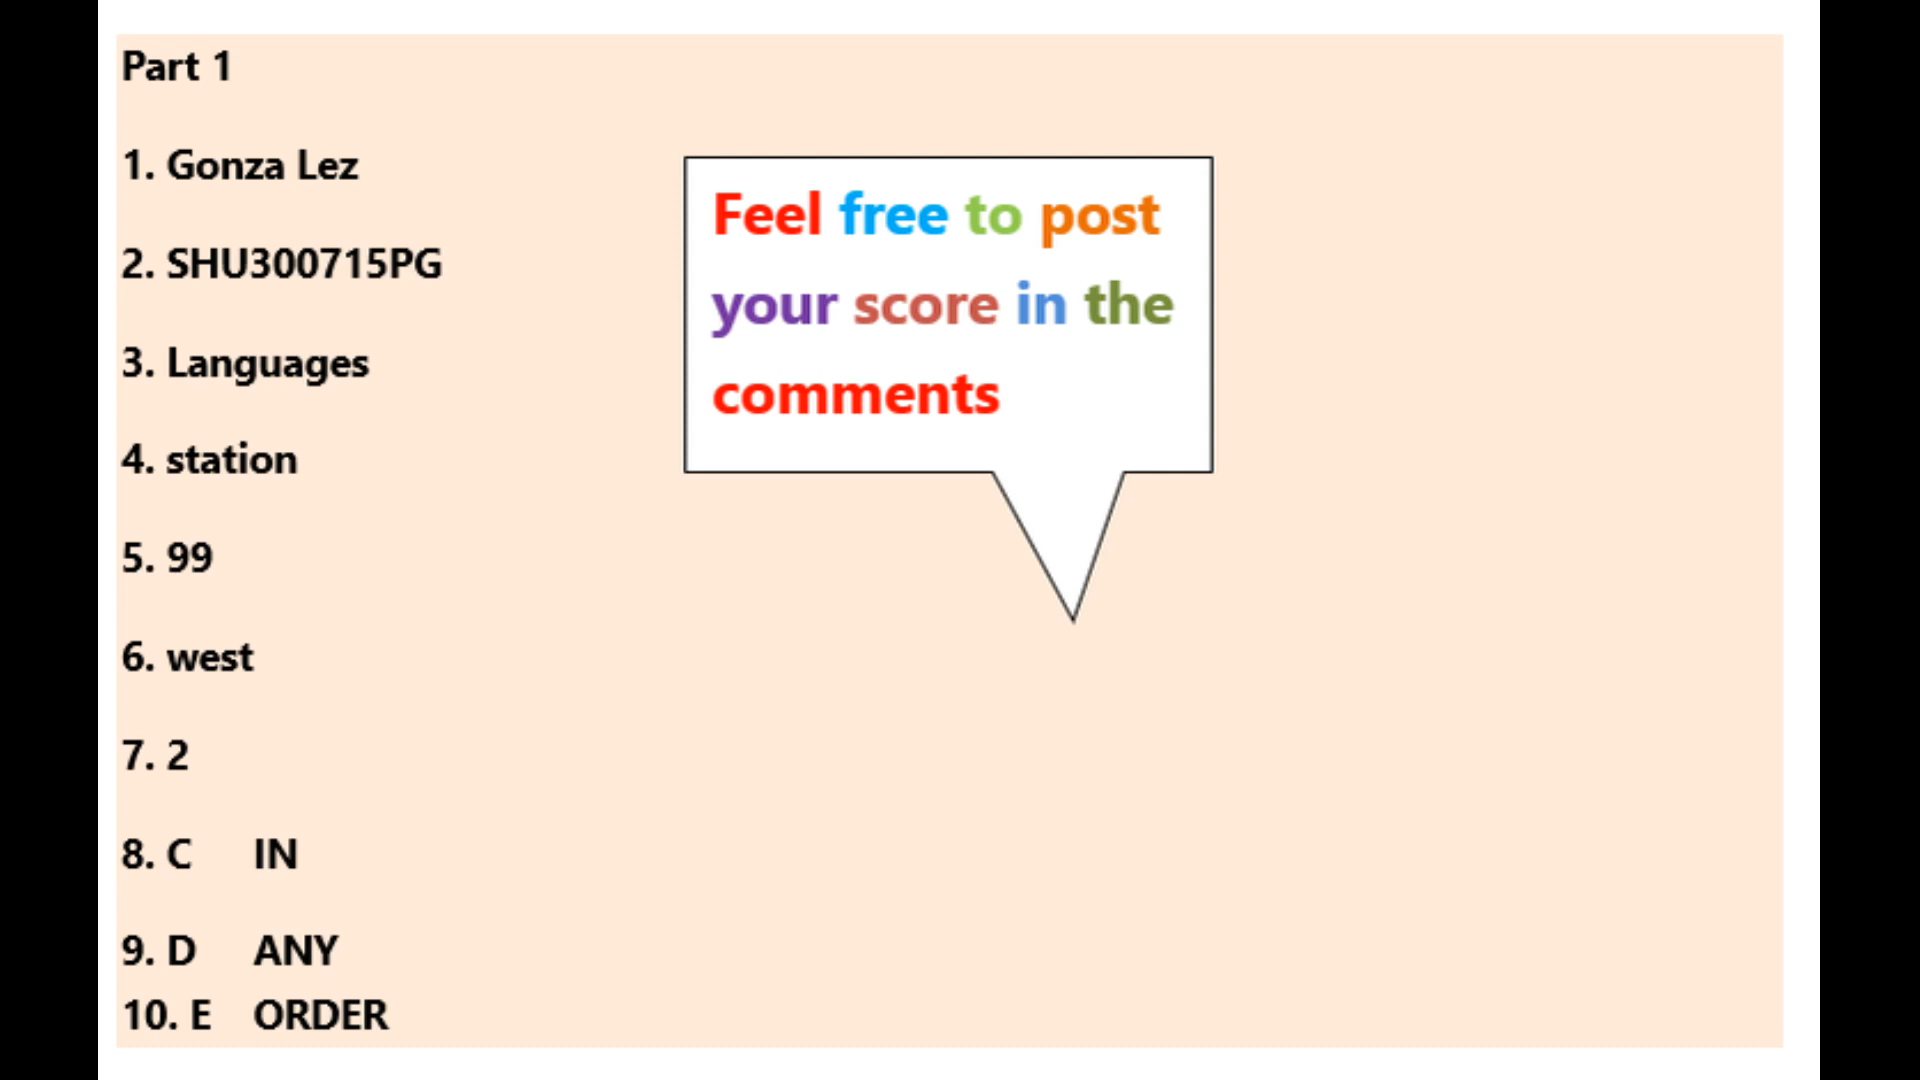 Part 1
1. Gonza Lez
2. SHU300715PG
3. Languages
4. station
5. 99
6. west
7. 2
8. C IN
9. D ANY
10. E ORDER
Feel free to post
your score in the
comments